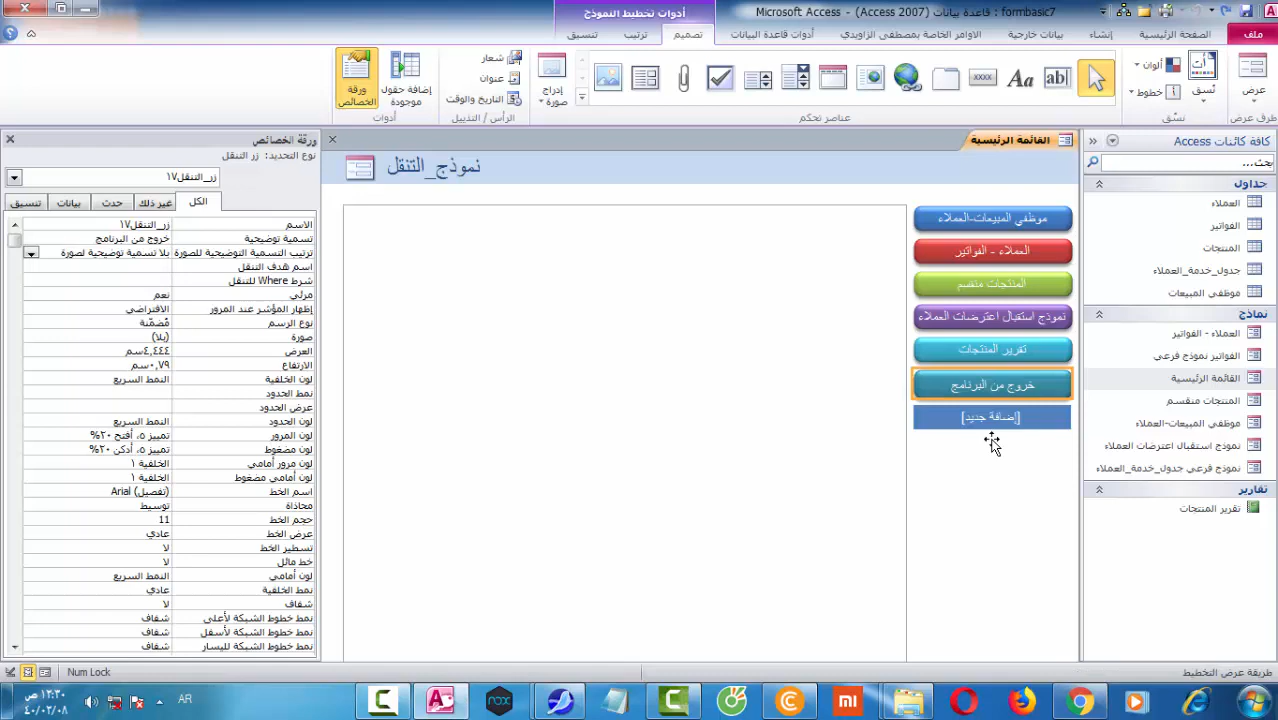 formbasic7 : قاعدة بيانات (Access 2007) - Microsoft Access
أدوات تخطيط النموذج
ملف
الصفحة الرئيسية
إنشاء
بيانات خارجية
الاوامر الخاصة بمصطفى الزاويدي
أدوات قاعدة البيانات
تصميم
ترتيب
تنسيق
عرض
طرق عرض
ألوان
خطوط
نُسق
نسُق
عناصر تحكم
إدراج صورة
شعار
عنوان
التاريخ والوقت
الرأس / التذييل
إضافة حقول موجودة
ورقة الخصائص
أدوات
كافة كائنات Access
بحث...
جداول
العملاء
الفواتير
المنتجات
جدول_خدمة_العملاء
موظفي المبيعات
نماذج
العملاء - الفواتير
الفواتير نموذج فرعي
القائمة الرئيسية
المنتجات منقسم
موظفي المبيعات-العملاء
نموذج استقبال اعترضات العملاء
نموذج فرعي جدول_خدمة_العملاء
تقارير
تقرير المنتجات
القائمة الرئيسية
نموذج_التنقل
موظفي المبيعات-العملاء
العملاء - الفواتير
المنتجات منقسم
نموذج استقبال اعترضات العملاء
تقرير المنتجات
خروج من البرنامج
[إضافة جديد]
ورقة الخصائص
نوع التحديد: زر التنقل
زر_التنقل١٧
الكل
غير ذلك
حدث
بيانات
تنسيق
الاسم زر_التنقل١٧
تسمية توضيحية خروج من البرنامج
ترتيب التسمية التوضيحية للصورة بلا تسمية توضيحية لصورة
اسم هدف التنقل
شرط Where للتنقل
مرئي نعم
إظهار المؤشر عند المرور الافتراضي
نوع الرسم مُضمّنة
صورة (بلا)
العرض ٤,٤٤٤سم
الارتفاع ٠,٧٩سم
لون الخلفية النمط السريع
نمط الحدود
عرض الحدود
لون الحدود النمط السريع
لون المرور تمييز ٥، أفتح ٢٠%
لون مضغوط تمييز ٥، أدكن ٢٠%
لون مرور أمامي الخلفية ١
لون أمامي مضغوط الخلفية ١
اسم الخط Arial (تفصيل)
محاذاة توسيط
حجم الخط 11
عرض الخط عادي
تسطير الخط لا
خط مائل لا
لون أمامي النمط السريع
نمط الخلفية عادي
شفاف لا
نمط خطوط الشبكة لأعلى شفاف
نمط خطوط الشبكة لأسفل شفاف
نمط خطوط الشبكة لليسار شفاف
طريقة عرض التخطيط
Num Lock
AR
١٢:٣٠ ص
٤٠/٠٢/٠٨